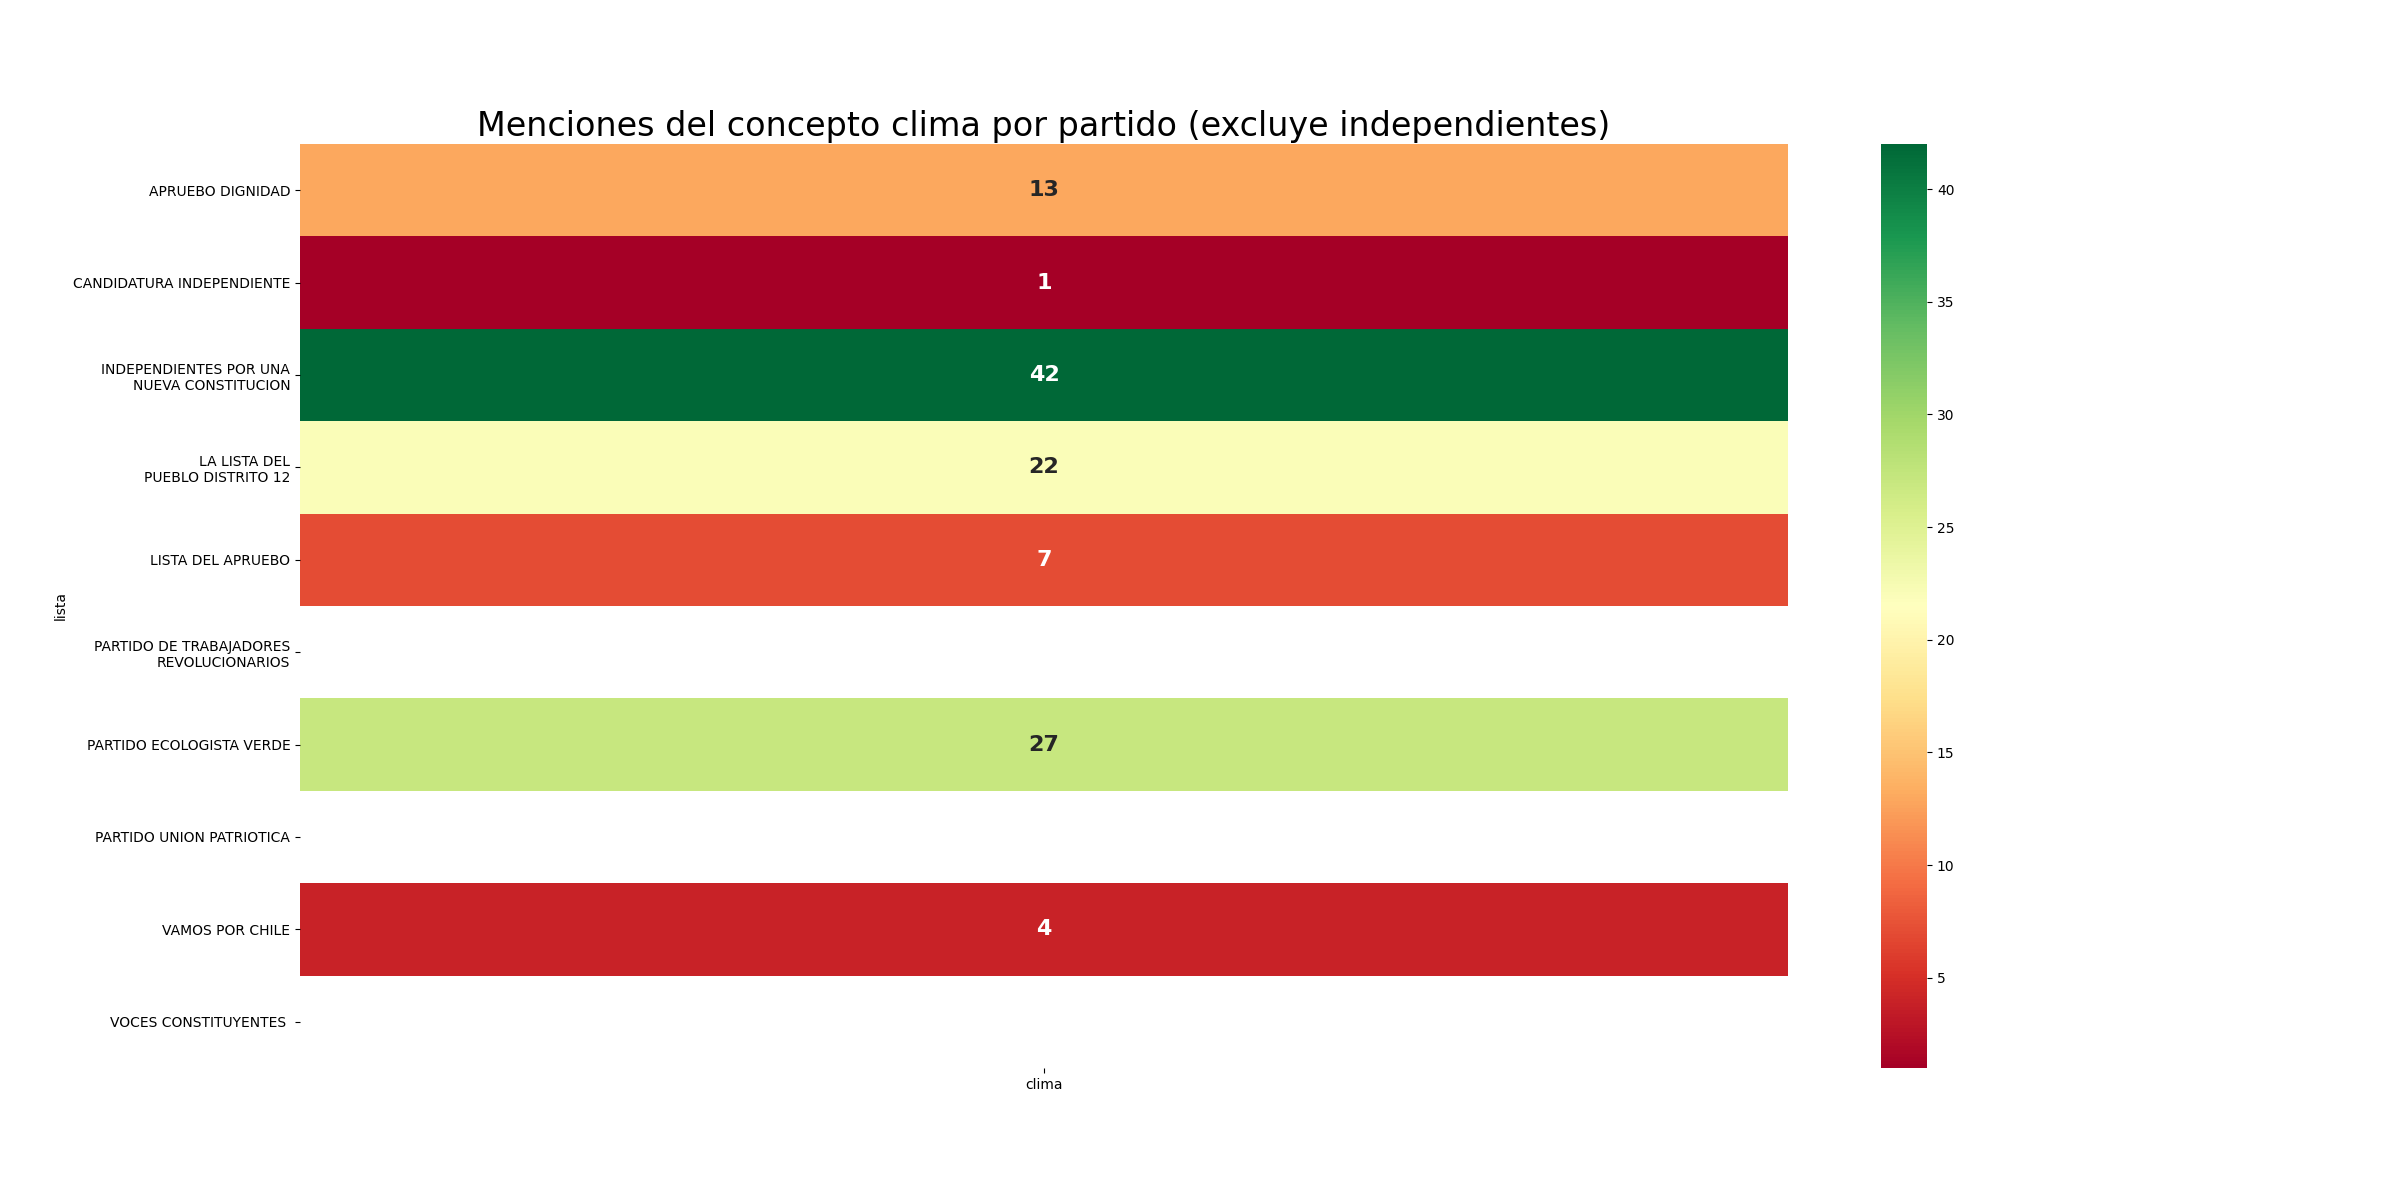 Menciones del concepto clima por partido (excluye independientes)
APRUEBO DIGNIDAD
13
CANDIDATURA INDEPENDIENTE
1
INDEPENDIENTES POR UNA
NUEVA CONSTITUCION
42
LA LISTA DEL
PUEBLO DISTRITO 12
22
LISTA DEL APRUEBO
7
PARTIDO DE TRABAJADORES
REVOLUCIONARIOS
PARTIDO ECOLOGISTA VERDE
27
PARTIDO UNION PATRIOTICA
VAMOS POR CHILE
4
VOCES CONSTITUYENTES
lista
clima
40
35
30
25
20
15
10
5